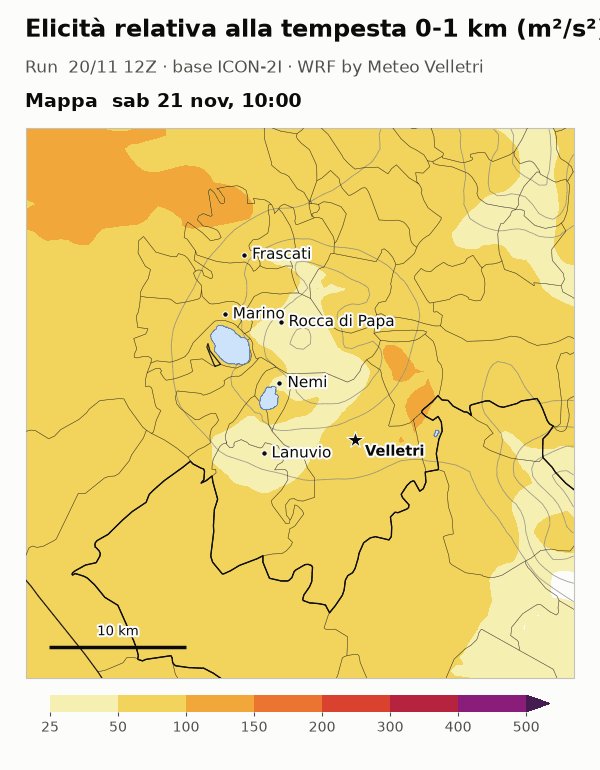 Elicità relativa alla tempesta 0-1 km (m²/s²)
Run 20/11 12Z · base ICON-2I · WRF by Meteo Velletri
Mappa sab 21 nov, 10:00
Frascati
Marino
Rocca di Papa
Nemi
Velletri
Lanuvio
10 km
25 50 100 150 200 300 400 500